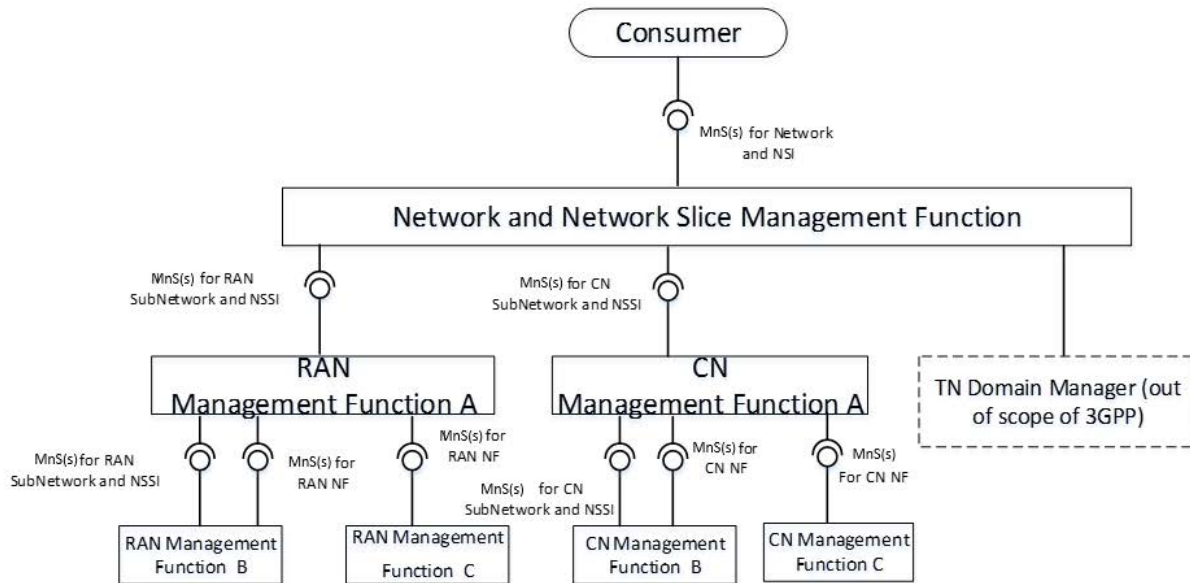 Consumer
MnS(s) for Network
and NSI
Network and Network Slice Management Function
MnS(s) for RAN
SubNetwork and NSSI
MnS(s) for CN
SubNetwork and NSSI
RAN
Management Function A
CN
Management Function A
TN Domain Manager (out
of scope of 3GPP)
MnS(s) for RAN
SubNetwork and NSSI
MnS(s) for
RAN NF
MnS(s) for
RAN NF
MnS(s) for CN
SubNetwork and NSSI
MnS(s) for
CN NF
MnS(s)
For CN NF
RAN Management
Function B
RAN Management
Function C
CN Management
Function B
CN Management
Function C